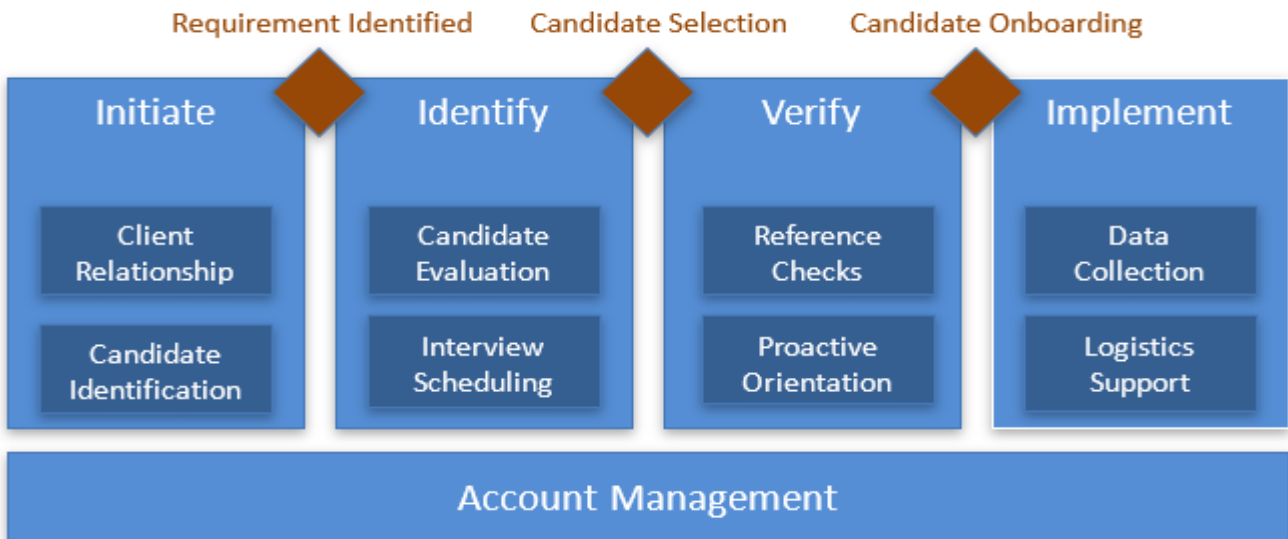 Requirement Identified
Candidate Selection
Candidate Onboarding
Initiate
Client
Relationship
Candidate
Identification
Identify
Candidate
Evaluation
Interview
Scheduling
Verify
Reference
Checks
Proactive
Orientation
Implement
Data
Collection
Logistics
Support
Account Management